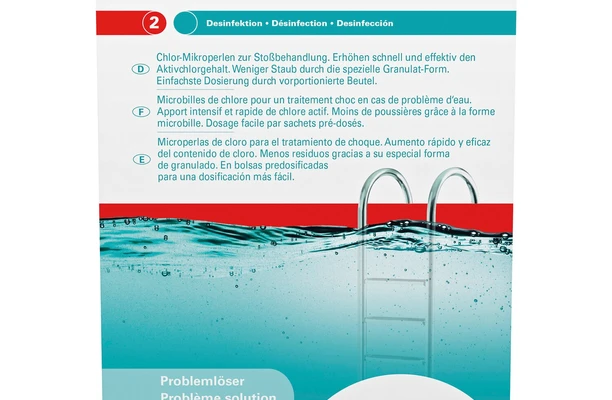 2 Desinfektion • Désinfection • Desinfección
D Chlor-Mikroperlen zur Stoßbehandlung. Erhöhen schnell und effektiv den
Aktivchlorgehalt. Weniger Staub durch die spezielle Granulat-Form.
Einfachste Dosierung durch vorportionierte Beutel.
F Microbilles de chlore pour un traitement choc en cas de problème d'eau.
Apport intensif et rapide de chlore actif. Moins de poussières grâce à la forme
microbille. Dosage facile par sachets pré-dosés.
E Microperlas de cloro para el tratamiento de choque. Aumento rápido y eficaz
del contenido de cloro. Menos residuos gracias a su especial forma
de granulado. En bolsas predosificadas
para una dosificación más fácil.
Problemlöser
Problème solution